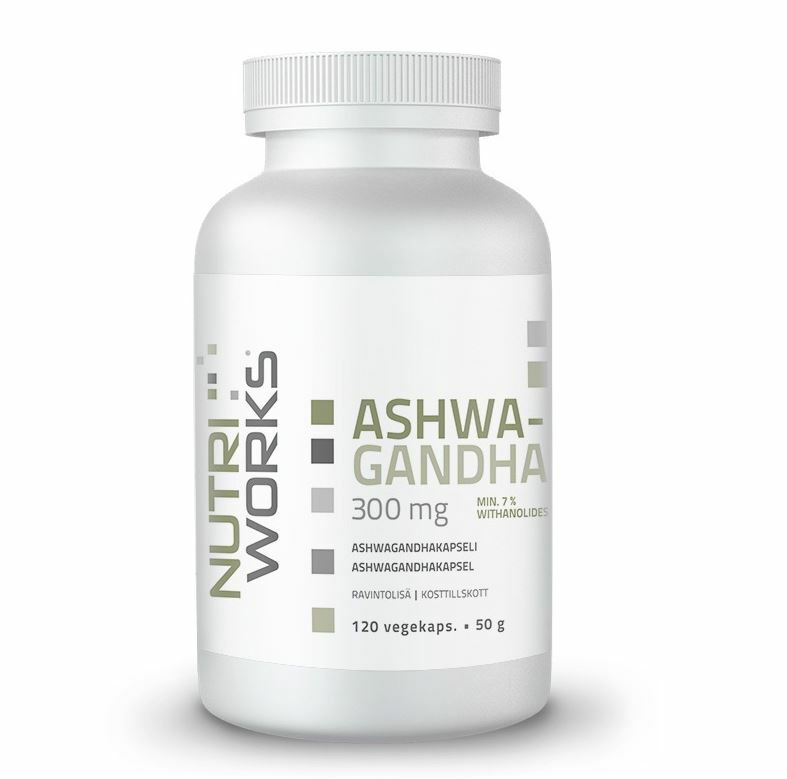 NUTRI
WORKS
ASHWA-
GANDHA
300 mg
MIN. 7 %
WITHANOLIDES
ASHWAGANDHAKAPSELI
ASHWAGANDHAKAPSEL
RAVINTOLISÄ | KOSTTILLSKOTT
120 vegekaps. ▪ 50 g